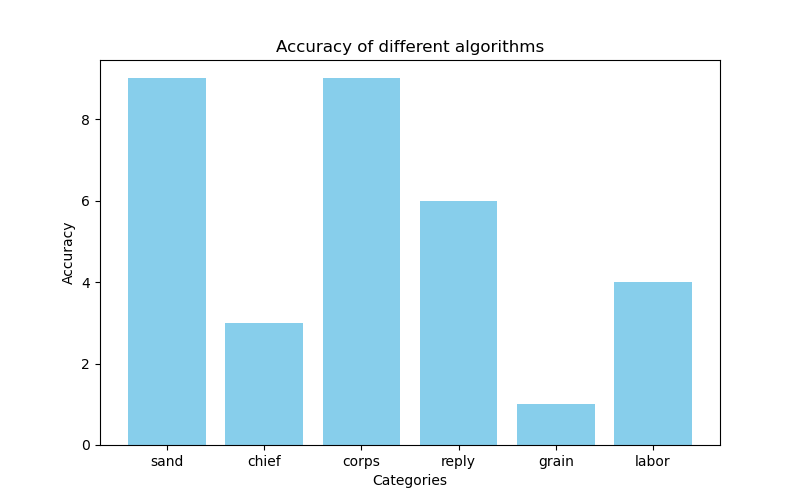 Accuracy of different algorithms
Accuracy
8
6
4
2
0
sand chief corps reply grain labor
Categories